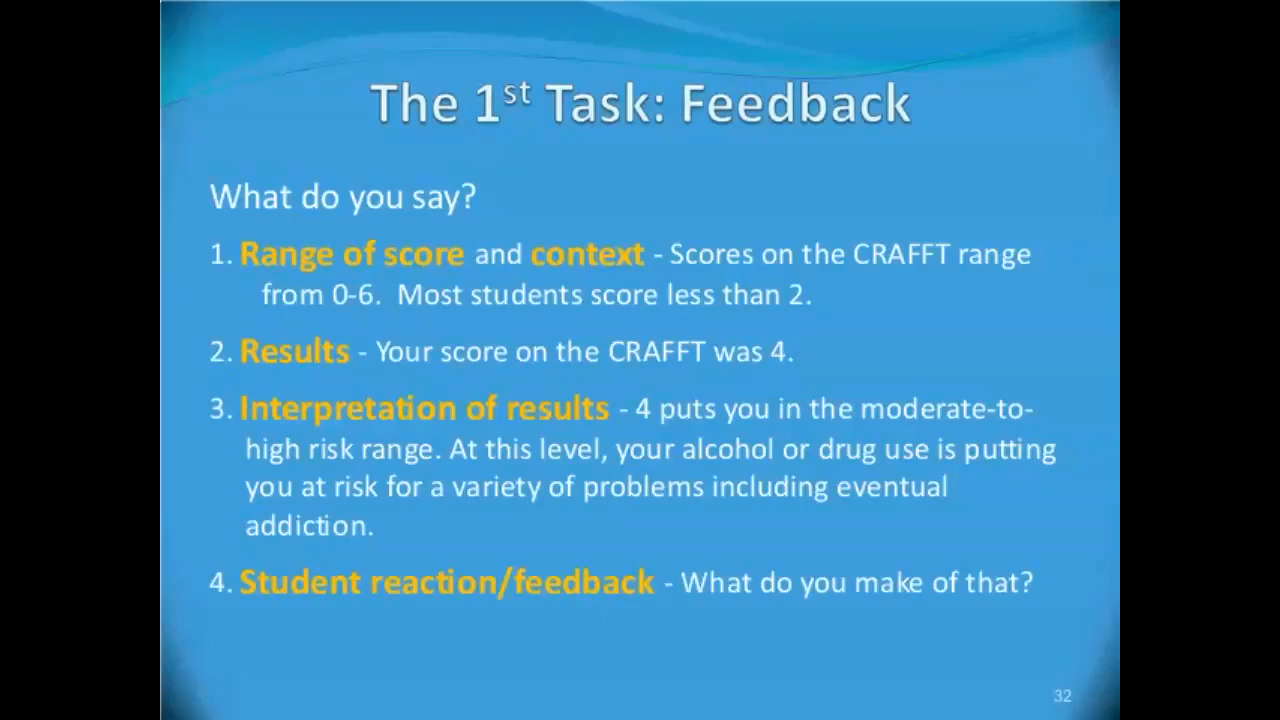 The 1st Task: Feedback
What do you say?
1. Range of score and context - Scores on the CRAFFT range
from 0-6. Most students score less than 2.
2. Results - Your score on the CRAFFT was 4.
3. Interpretation of results - 4 puts you in the moderate-to-
high risk range. At this level, your alcohol or drug use is putting
you at risk for a variety of problems including eventual
addiction.
4. Student reaction/feedback - What do you make of that?
32